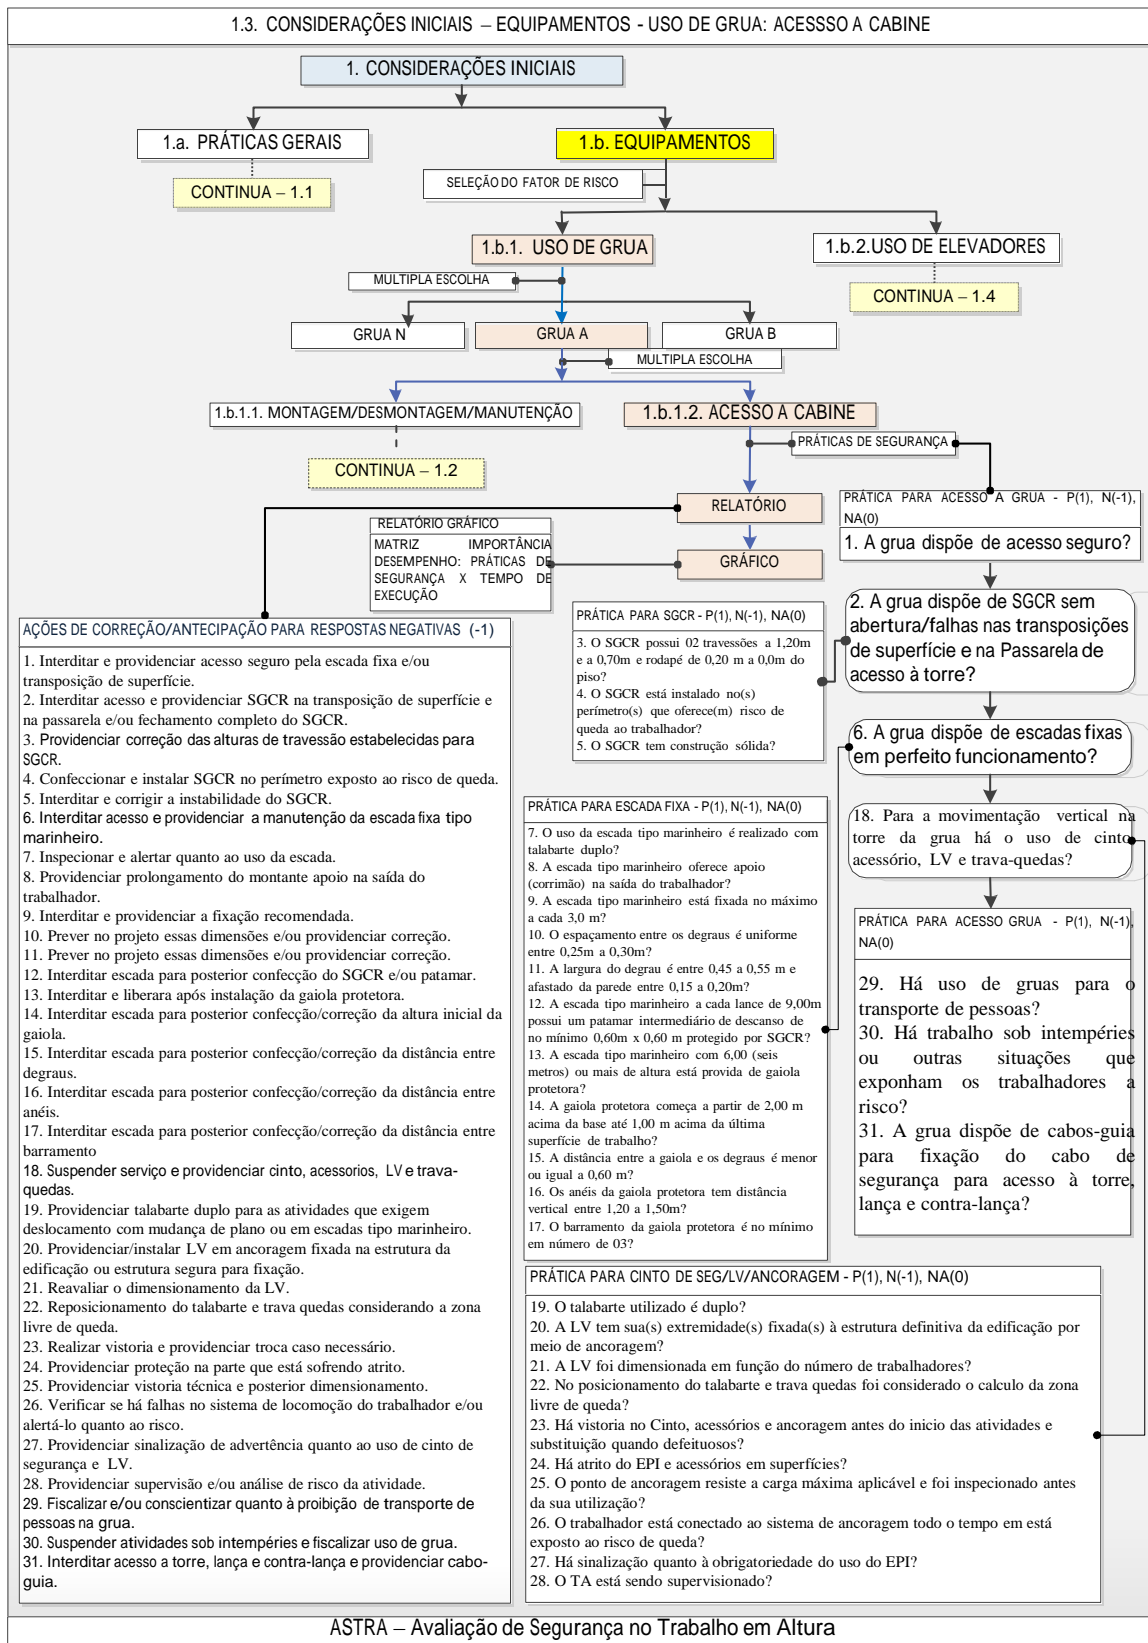 1.3. CONSIDERAÇÕES INICIAIS – EQUIPAMENTOS - USO DE GRUA: ACESSSO A CABINE
1. CONSIDERAÇÕES INICIAIS
1.a. PRÁTICAS GERAIS
1.b. EQUIPAMENTOS
CONTINUA – 1.1
SELEÇÃO DO FATOR DE RISCO
1.b.1. USO DE GRUA
1.b.2.USO DE ELEVADORES
MULTIPLA ESCOLHA
CONTINUA – 1.4
GRUA N
GRUA A
GRUA B
MULTIPLA ESCOLHA
1.b.1.1. MONTAGEM/DESMONTAGEM/MANUTENÇÃO
1.b.1.2. ACESSO A CABINE
PRÁTICAS DE SEGURANÇA
CONTINUA – 1.2
RELATÓRIO
GRÁFICO
RELATÓRIO GRÁFICO
MATRIZ IMPORTÂNCIA
DESEMPENHO: PRÁTICAS DE
SEGURANÇA X TEMPO DE
EXECUÇÃO
PRÁTICA PARA ACESSO A GRUA - P(1), N(-1),
NA(0)
1. A grua dispõe de acesso seguro?
2. A grua dispõe de SGCR sem
abertura/falhas nas transposições
de superfície e na Passarela de
acesso à torre?
6. A grua dispõe de escadas fixas
em perfeito funcionamento?
18. Para a movimentação vertical na
torre da grua há o uso de cinto,
acessório, LV e trava-quedas?
PRÁTICA PARA ACESSO GRUA - P(1), N(-1),
NA(0)
29. Há uso de gruas para o
transporte de pessoas?
30. Há trabalho sob intempéries
ou outras situações que
exponham os trabalhadores a
risco?
31. A grua dispõe de cabos-guia
para fixação do cabo de
segurança para acesso à torre,
lança e contra-lança?
PRÁTICA PARA SGCR - P(1), N(-1), NA(0)
3. O SGCR possui 02 travessões a 1,20m
e a 0,70m e rodapé de 0,20 m a 0,0m do
piso?
4. O SGCR está instalado no(s)
perímetro(s) que oferece(m) risco de
queda ao trabalhador?
5. O SGCR tem construção sólida?
PRÁTICA PARA ESCADA FIXA - P(1), N(-1), NA(0)
7. O uso da escada tipo marinheiro é realizado com
talabarte duplo?
8. A escada tipo marinheiro oferece apoio
(corrimão) na saída do trabalhador?
9. A escada tipo marinheiro está fixada no máximo
a cada 3,0 m?
10. O espaçamento entre os degraus é uniforme
entre 0,25m a 0,30m?
11. A largura do degrau é entre 0,45 a 0,55 m e
afastado da parede entre 0,15 a 0,20m?
12. A escada tipo marinheiro a cada lance de 9,00m
possui um patamar intermediário de descanso de
no mínimo 0,60m x 0,60 m protegido por SGCR?
13. A escada tipo marinheiro com 6,00 (seis
metros) ou mais de altura está provida de gaiola
protetora?
14. A gaiola protetora começa a partir de 2,00 m
acima da base até 1,00 m acima da última
superfície de trabalho?
15. A distância entre a gaiola e os degraus é menor
ou igual a 0,60 m?
16. Os anéis da gaiola protetora tem distância
vertical entre 1,20 a 1,50m?
17. O barramento da gaiola protetora é no mínimo
em número de 03?
PRÁTICA PARA CINTO DE SEG/LV/ANCORAGEM - P(1), N(-1), NA(0)
19. O talabarte utilizado é duplo?
20. A LV tem sua(s) extremidade(s) fixada(s) à estrutura definitiva da edificação por
meio de ancoragem?
21. A LV foi dimensionada em função do número de trabalhadores?
22. No posicionamento do talabarte e trava quedas foi considerado o calculo da zona
livre de queda?
23. Há vistoria no Cinto, acessórios e ancoragem antes do inicio das atividades e
substituição quando defeituosos?
24. Há atrito do EPI e acessórios em superfícies?
25. O ponto de ancoragem resiste a carga máxima aplicável e foi inspecionado antes
da sua utilização?
26. O trabalhador está conectado ao sistema de ancoragem todo o tempo em está
exposto ao risco de queda?
27. Há sinalização quanto à obrigatoriedade do uso do EPI?
28. O TA está sendo supervisionado?
AÇÕES DE CORREÇÃO/ANTECIPAÇÃO PARA RESPOSTAS NEGATIVAS (-1)
1. Interditar e providenciar acesso seguro pela escada fixa e/ou
transposição de superfície.
2. Interditar acesso e providenciar SGCR na transposição de superfície e
na passarela e/ou fechamento completo do SGCR.
3. Providenciar correção das alturas de travessão estabelecidas para
SGCR.
4. Confeccionar e instalar SGCR no perímetro exposto ao risco de queda.
5. Interditar e corrigir a instabilidade do SGCR.
6. Interditar acesso e providenciar a manutenção da escada fixa tipo
marinheiro.
7. Inspecionar e alertar quanto ao uso da escada.
8. Providenciar prolongamento do montante apoio na saída do
trabalhador.
9. Interditar e providenciar a fixação recomendada.
10. Prever no projeto essas dimensões e/ou providenciar correção.
11. Prever no projeto essas dimensões e/ou providenciar correção.
12. Interditar escada para posterior confecção do SGCR e/ou patamar.
13. Interditar e liberara após instalação da gaiola protetora.
14. Interditar escada para posterior confecção/correção da altura inicial da
gaiola.
15. Interditar escada para posterior confecção/correção da distância entre
degraus.
16. Interditar escada para posterior confecção/correção da distância entre
anéis.
17. Interditar escada para posterior confecção/correção da distância entre
barramento
18. Suspender serviço e providenciar cinto, acessorios, LV e trava-
quedas.
19. Providenciar talabarte duplo para as atividades que exigem
deslocamento com mudança de plano ou em escadas tipo marinheiro.
20. Providenciar/instalar LV em ancoragem fixada na estrutura da
edificação ou estrutura segura para fixação.
21. Reavaliar o dimensionamento da LV.
22. Reposicionamento do talabarte e trava quedas considerando a zona
livre de queda.
23. Realizar vistoria e providenciar troca caso necessário.
24. Providenciar proteção na parte que está sofrendo atrito.
25. Providenciar vistoria técnica e posterior dimensionamento.
26. Verificar se há falhas no sistema de locomoção do trabalhador e/ou
alertá-lo quanto ao risco.
27. Providenciar sinalização de advertência quanto ao uso de cinto de
segurança e LV.
28. Providenciar supervisão e/ou análise de risco da atividade.
29. Fiscalizar e/ou conscientizar quanto à proibição de transporte de
pessoas na grua.
30. Suspender atividades sob intempéries e fiscalizar uso de grua.
31. Interditar acesso a torre, lança e contra-lança e providenciar cabo-
guia.
ASTRA – Avaliação de Segurança no Trabalho em Altura